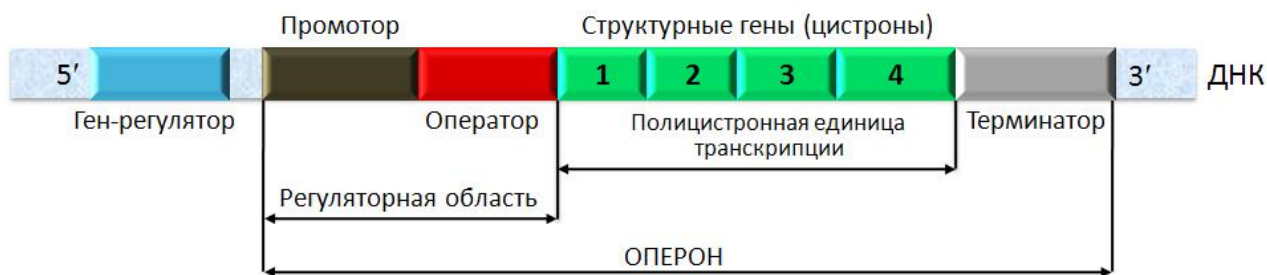 Промотор
Структурные гены (цистроны)
5′
1
2
3
4
3′
ДНК
Ген-регулятор
Оператор
Полицистронная единица
транскрипции
Терминатор
Регуляторная область
ОПЕРОН